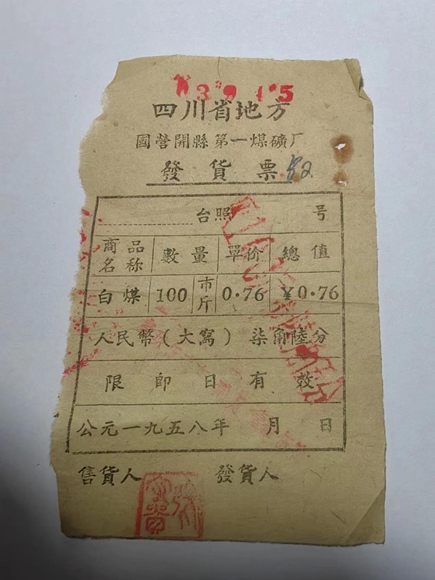 四川省地方
國營開縣第一煤礦厂
發貨票
台照 號
商品名称 數量 單价 總值
白煤 100 市斤 0.76 ¥0.76
人民幣(大寫)柒角陸分
限即日有效
公元一九五八年 月 日
售貨人 發貨人